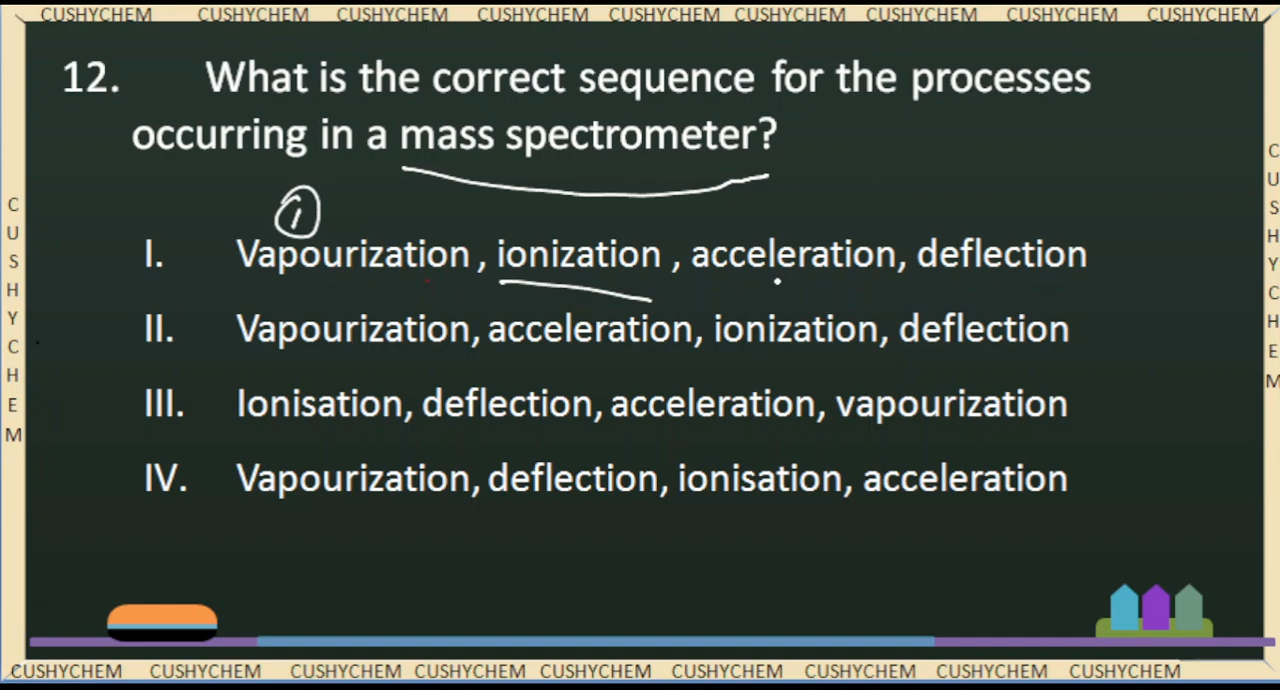 CUSHYCHEM CUSHYCHEM CUSHYCHEM CUSHYCHEM CUSHYCHEM CUSHYCHEM CUSHYCHEM CUSHYCHEM CUSHYCHEM
12. What is the correct sequence for the processes
occurring in a mass spectrometer?
1
I. Vapourization , ionization , acceleration, deflection
II. Vapourization, acceleration, ionization, deflection
III. Ionisation, deflection, acceleration, vapourization
IV. Vapourization, deflection, ionisation, acceleration
CUSHYCHEM
CUSHYCHEM
CUSHYCHEM CUSHYCHEM CUSHYCHEM CUSHYCHEM CUSHYCHEM CUSHYCHEM CUSHYCHEM CUSHYCHEM CUSHYCHEM